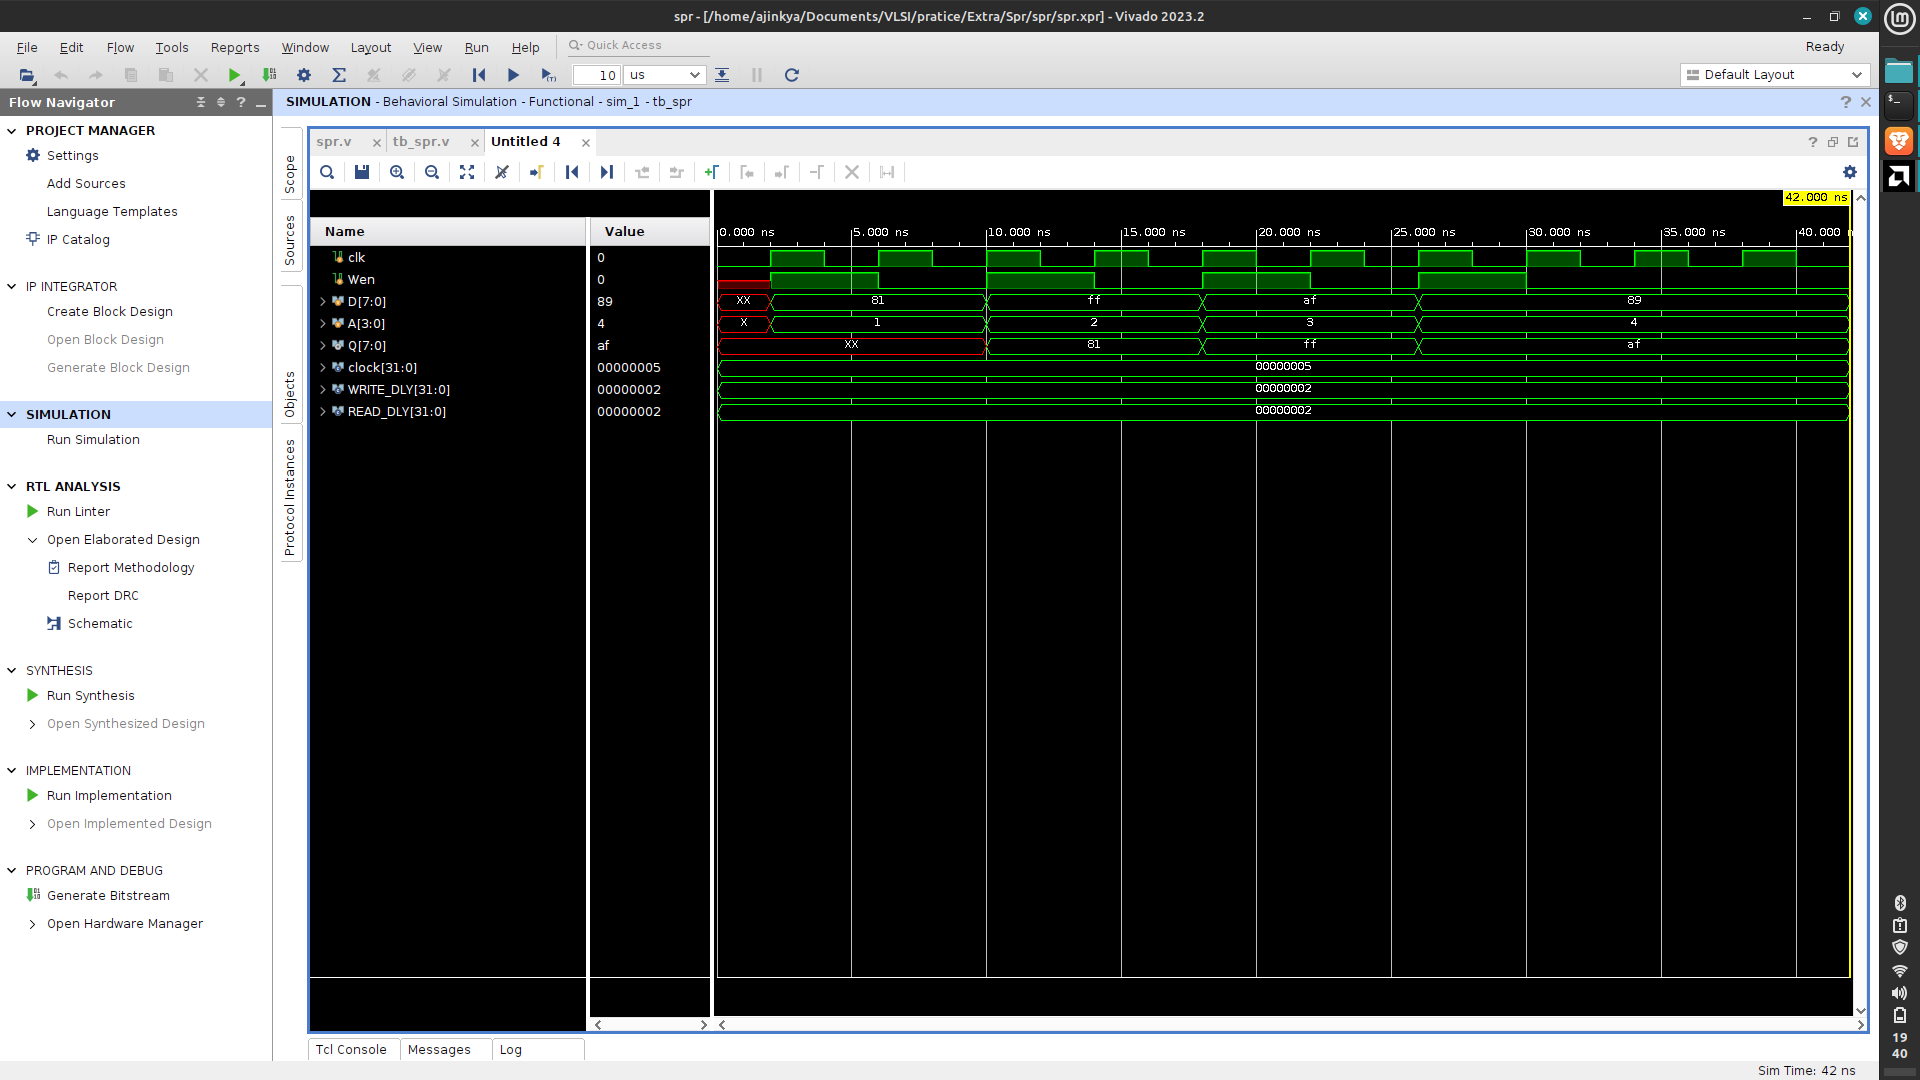 spr - [/home/ajinkya/Documents/VLSI/pratice/Extra/Spr/spr/spr.xpr] - Vivado 2023.2
File Edit Flow Tools Reports Window Layout View Run Help Quick Access Ready
10 us Default Layout
Flow Navigator
SIMULATION - Behavioral Simulation - Functional - sim_1 - tb_spr
PROJECT MANAGER
Settings
Add Sources
Language Templates
IP Catalog
IP INTEGRATOR
Create Block Design
Open Block Design
Generate Block Design
SIMULATION
Run Simulation
RTL ANALYSIS
Run Linter
Open Elaborated Design
Report Methodology
Report DRC
Schematic
SYNTHESIS
Run Synthesis
Open Synthesized Design
IMPLEMENTATION
Run Implementation
Open Implemented Design
PROGRAM AND DEBUG
Generate Bitstream
Open Hardware Manager
Scope
Sources
Objects
Protocol Instances
spr.v tb_spr.v Untitled 4
42.000 ns
Name Value 0.000 ns 5.000 ns 10.000 ns 15.000 ns 20.000 ns 25.000 ns 30.000 ns 35.000 ns 40.000
clk 0
Wen 0
D[7:0] 89 XX 81 ff af 89
A[3:0] 4 X 1 2 3 4
Q[7:0] af XX 81 ff af
clock[31:0] 00000005 00000005
WRITE_DLY[31:0] 00000002 00000002
READ_DLY[31:0] 00000002 00000002
Tcl Console Messages Log
Sim Time: 42 ns
19
40